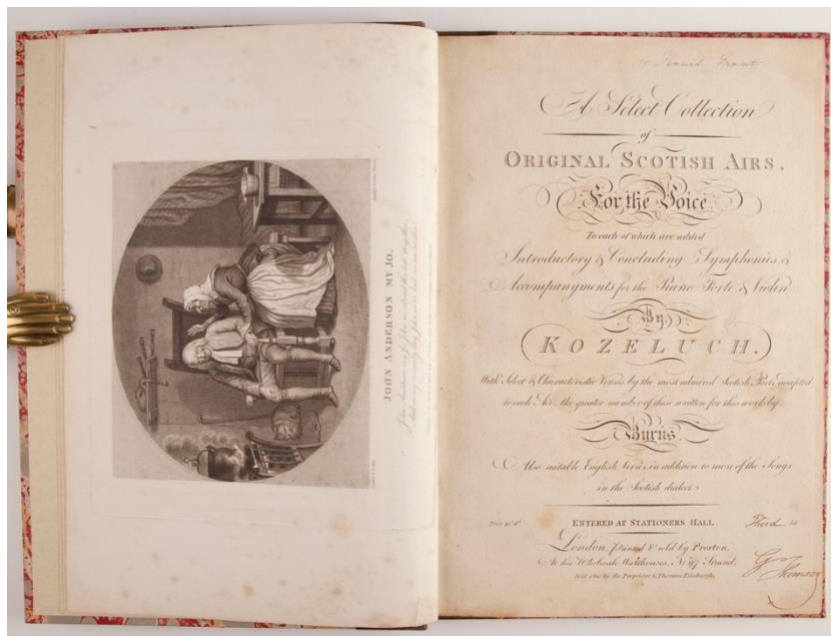 JOHN ANDERSON MY JO.
Grant
A Select Collection
of
ORIGINAL SCOTISH AIRS,
For the Voice
To each of which are added
Introductory & Concluding Symphonies, &
Accompanyments for the Piano Forte & Violin
By
KOZELUCH.
With Select & Characteristic Verses by the most admired Scotish Poets adapted
to each Air, the greater number of them written for this work by
Burns
Also suitable English Verses in addition to most of the Songs
in the Scotish dialect
Price
ENTERED AT STATIONERS HALL.
Third
London, Printed & sold by Preston,
At his Wholesale Warehouses, No. 97 Strand.
Sold also by the Proprietor G. Thomson Edinburgh.
G Thomson